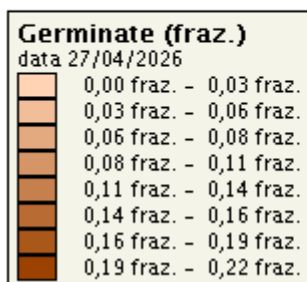 Germinate (fraz.)
data 27/04/2026
0,00 fraz. - 0,03 fraz.
0,03 fraz. - 0,06 fraz.
0,06 fraz. - 0,08 fraz.
0,08 fraz. - 0,11 fraz.
0,11 fraz. - 0,14 fraz.
0,14 fraz. - 0,16 fraz.
0,16 fraz. - 0,19 fraz.
0,19 fraz. - 0,22 fraz.